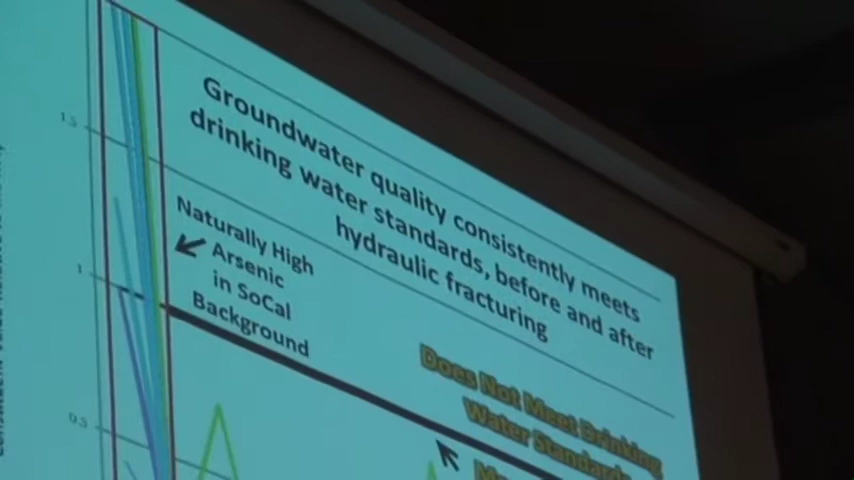 Groundwater quality consistently meets
drinking water standards, before and after
hydraulic fracturing
1.5
Naturally High
Arsenic
in SoCal
Background
1
Does Not Meet Drinking
Water Standards
0.5